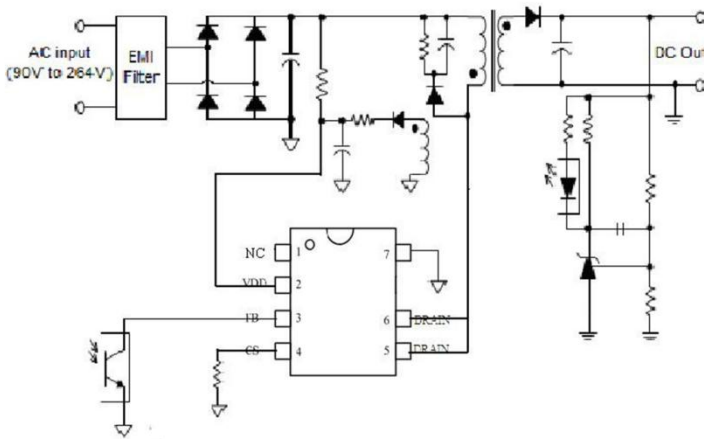 AC input
(90V to 264V)
EMI
Filter
DC Out
NC
1
7
VDD
2
FB
3
6
DRAIN
CS
4
5
DRAIN